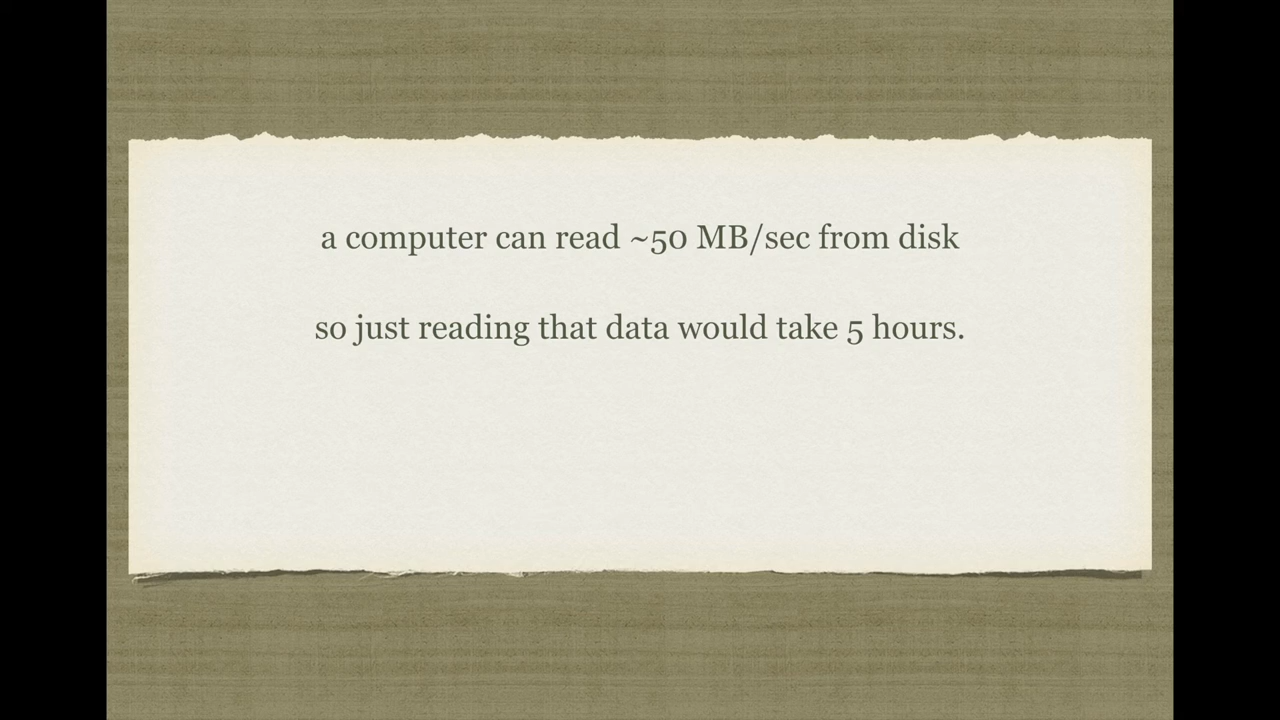 a computer can read ~50 MB/sec from disk
so just reading that data would take 5 hours.